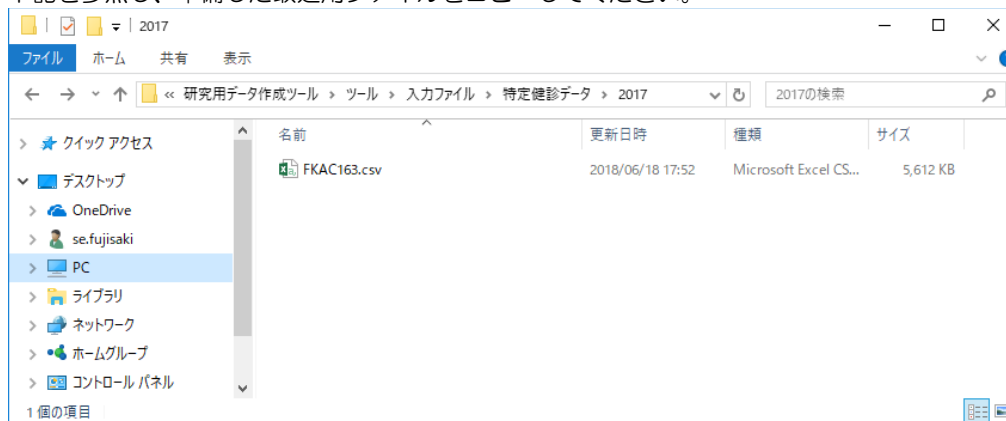 2017
ファイル ホーム 共有 表示
« 研究用データ作成ツール › ツール › 入力ファイル › 特定健診データ › 2017 2017の検索
名前 更新日時 種類 サイズ
FKAC163.csv 2018/06/18 17:52 Microsoft Excel CS... 5,612 KB
クイック アクセス
デスクトップ
OneDrive
se.fujisaki
PC
ライブラリ
ネットワーク
ホームグループ
コントロール パネル
1 個の項目